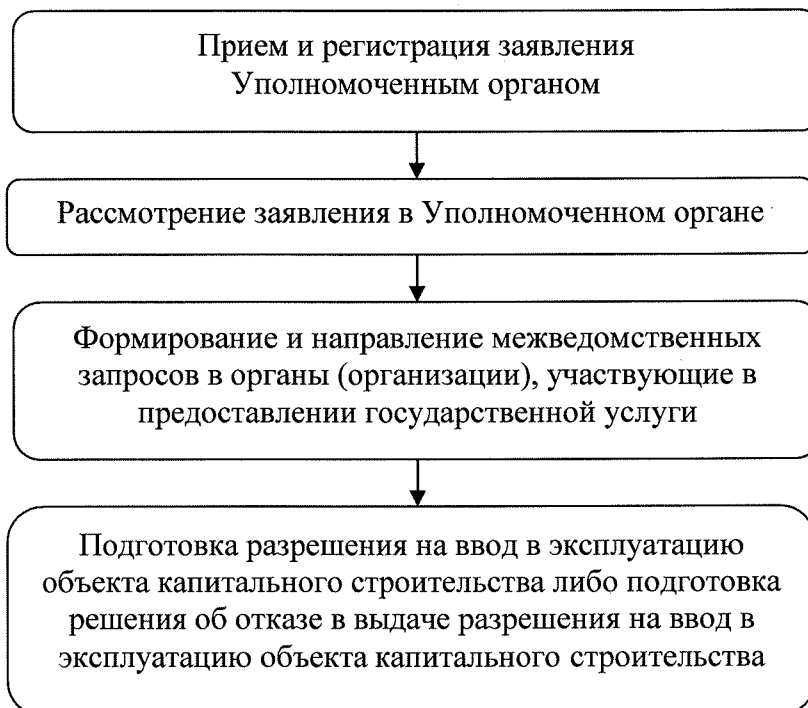 Прием и регистрация заявления
Уполномоченным органом
Рассмотрение заявления в Уполномоченном органе
Формирование и направление межведомственных
запросов в органы (организации), участвующие в
предоставлении государственной услуги
Подготовка разрешения на ввод в эксплуатацию
объекта капитального строительства либо подготовка
решения об отказе в выдаче разрешения на ввод в
эксплуатацию объекта капитального строительства